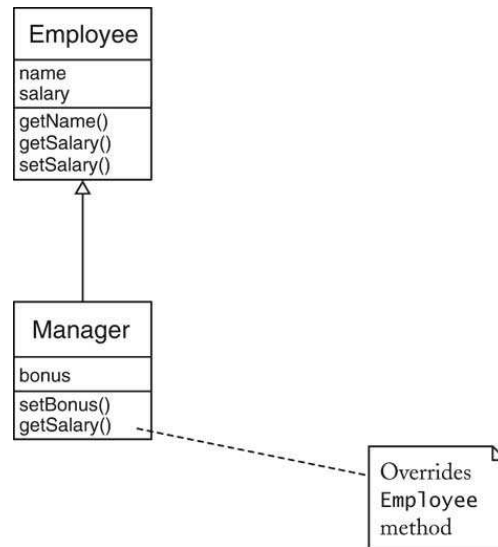 Employee
name
salary
getName()
getSalary()
setSalary()
Manager
bonus
setBonus()
getSalary()
Overrides
Employee
method